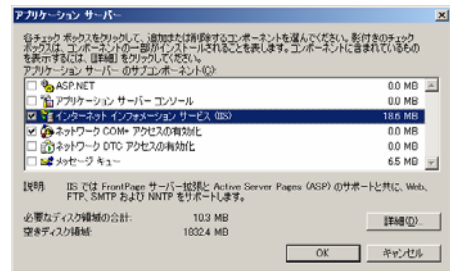 アプリケーション サーバー
各チェック ボックスをクリックして、追加または削除するコンポーネントを選んでください。影付きのチェック
ボックスは、コンポーネントの一部がインストールされることを表します。コンポーネントに含まれているもの
を表示するには、[詳細] をクリックしてください。
アプリケーション サーバー のサブコンポーネント(C):
ASP.NET 0.0 MB
アプリケーション サーバー コンソール 0.0 MB
インターネット インフォメーション サービス (IIS) 18.6 MB
ネットワーク COM+ アクセスの有効化 0.0 MB
ネットワーク DTC アクセスの有効化 0.0 MB
メッセージ キュー 6.5 MB
説明: IIS では FrontPage サーバー拡張と Active Server Pages (ASP) のサポートと共に、Web、
FTP、SMTP および NNTP をサポートします。
必要なディスク領域の合計: 10.3 MB
空きディスク領域: 1832.4 MB
詳細(D)...
OK キャンセル